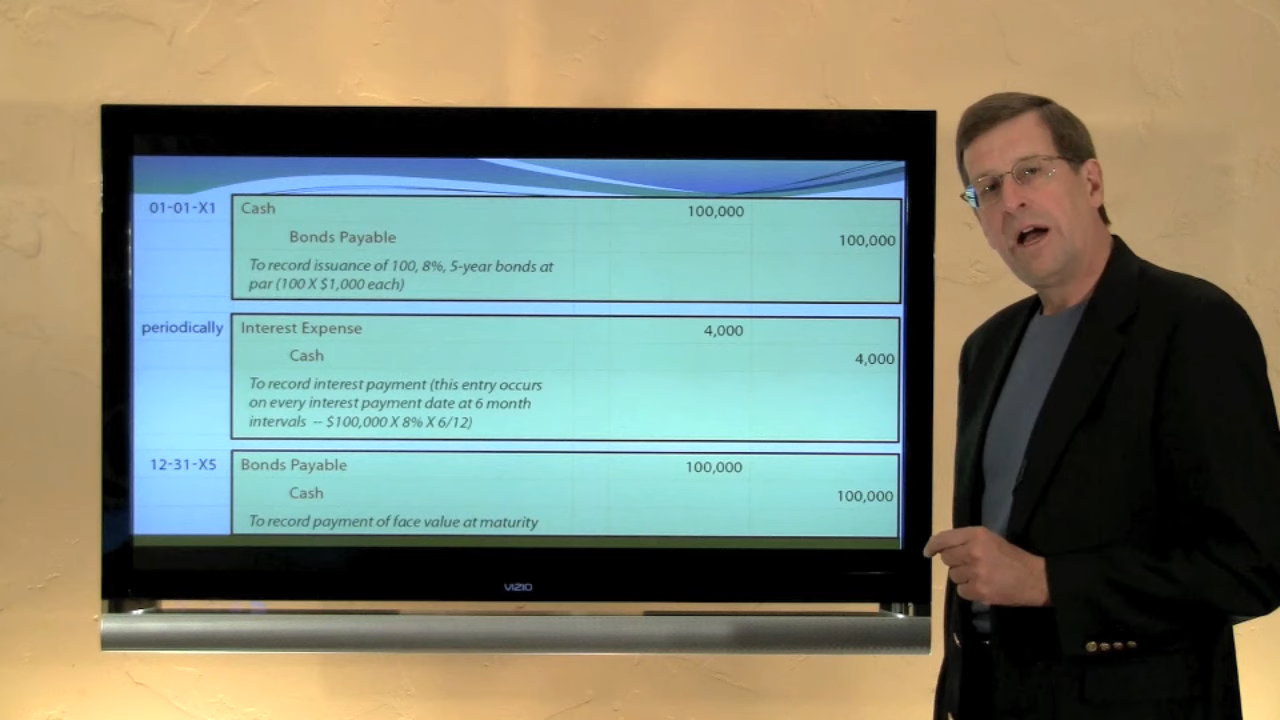 01-01-X1 Cash 100,000
Bonds Payable 100,000
To record issuance of 100, 8%, 5-year bonds at
par (100 X $1,000 each)
periodically Interest Expense 4,000
Cash 4,000
To record interest payment (this entry occurs
on every interest payment date at 6 month
intervals – $100,000 X 8% X 6/12)
12-31-X5 Bonds Payable 100,000
Cash 100,000
To record payment of face value at maturity
VIZIO